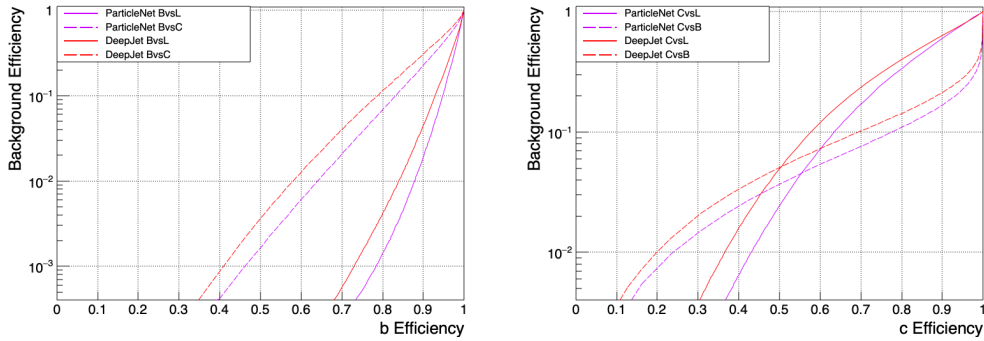 Background Efficiency
1
10⁻¹
10⁻²
10⁻³
ParticleNet BvsL
ParticleNet BvsC
DeepJet BvsL
DeepJet BvsC
0 0.1 0.2 0.3 0.4 0.5 0.6 0.7 0.8 0.9 1
b Efficiency
Background Efficiency
1
10⁻¹
10⁻²
ParticleNet CvsL
ParticleNet CvsB
DeepJet CvsL
DeepJet CvsB
0 0.1 0.2 0.3 0.4 0.5 0.6 0.7 0.8 0.9 1
c Efficiency